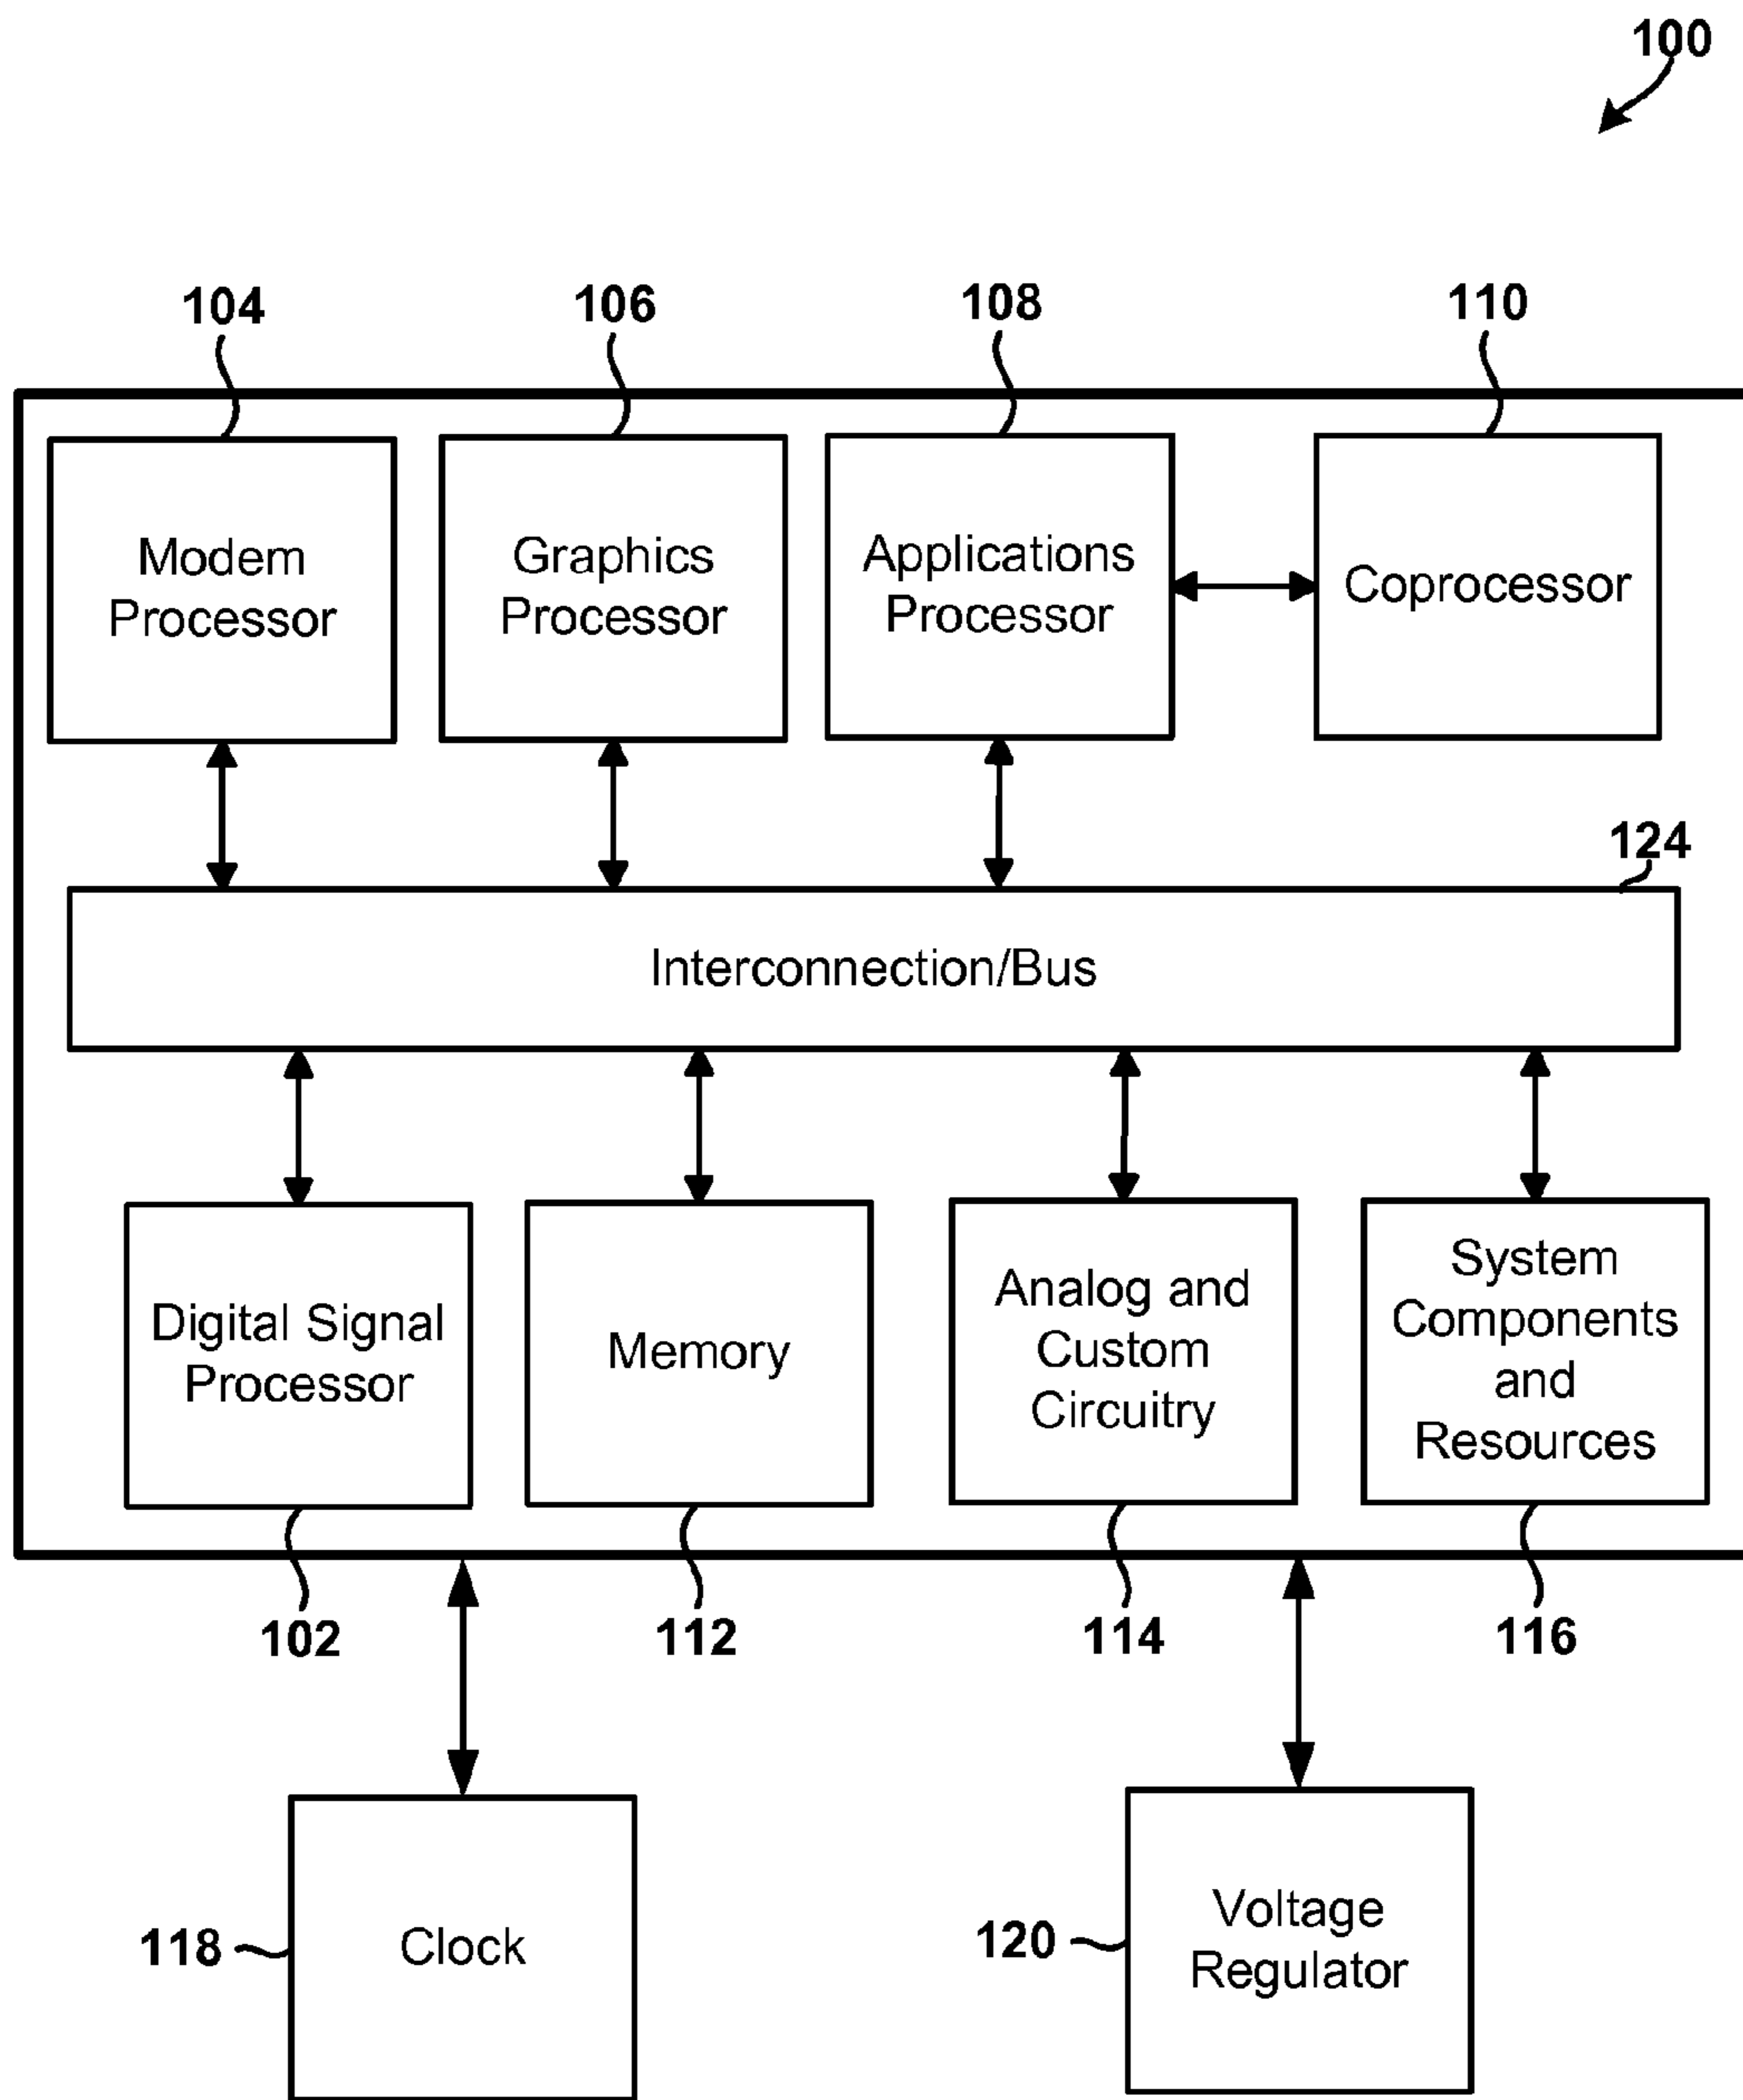 100
104
106
108
110
Modem
Processor
Graphics
Processor
Applications
Processor
Coprocessor
124
Interconnection/Bus
Digital Signal
Processor
Memory
Analog and
Custom
Circuitry
System
Components
and
Resources
102
112
114
116
118
Clock
120
Voltage
Regulator